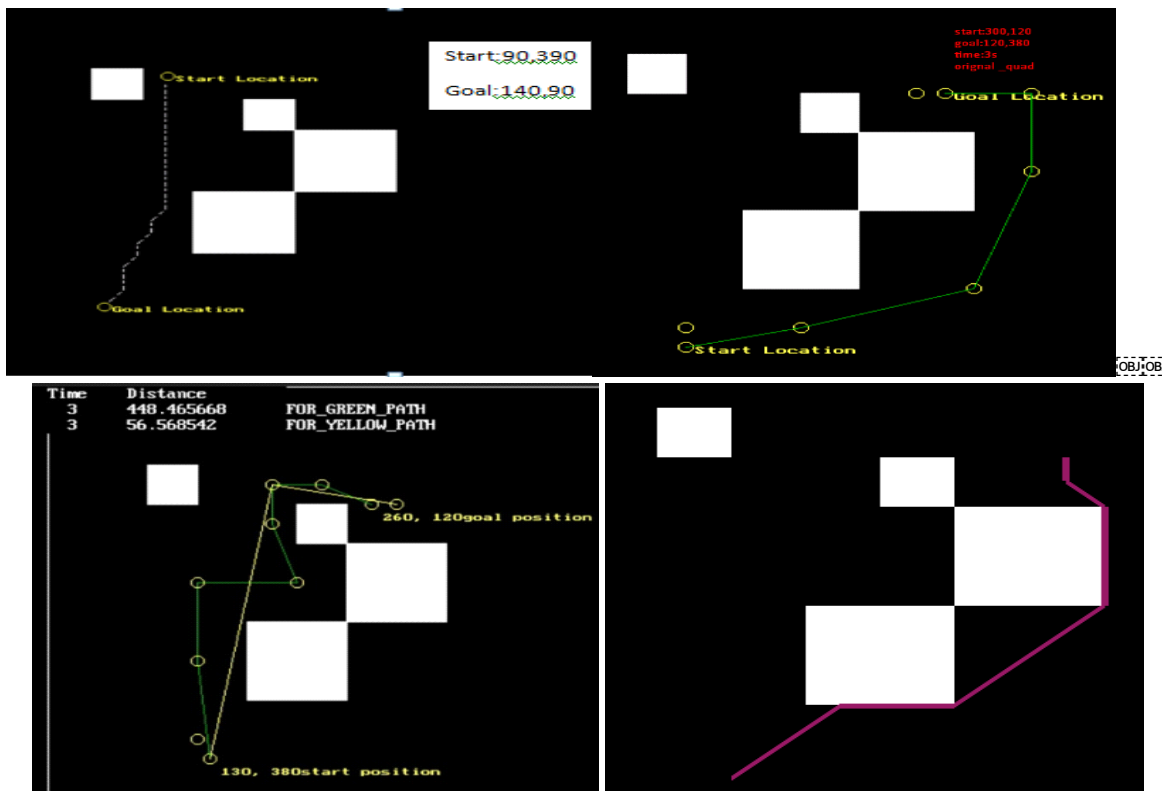 Start Location
Start:90,390
Goal:140,90
Goal Location
start:300,120
goal:120,380
time:3s
orignal _quad
Goal Location
Start Location
OBJ OB
Time Distance
3 448.465668 FOR_GREEN_PATH
3 56.568542 FOR_YELLOW_PATH
260, 120goal position
130, 380start position